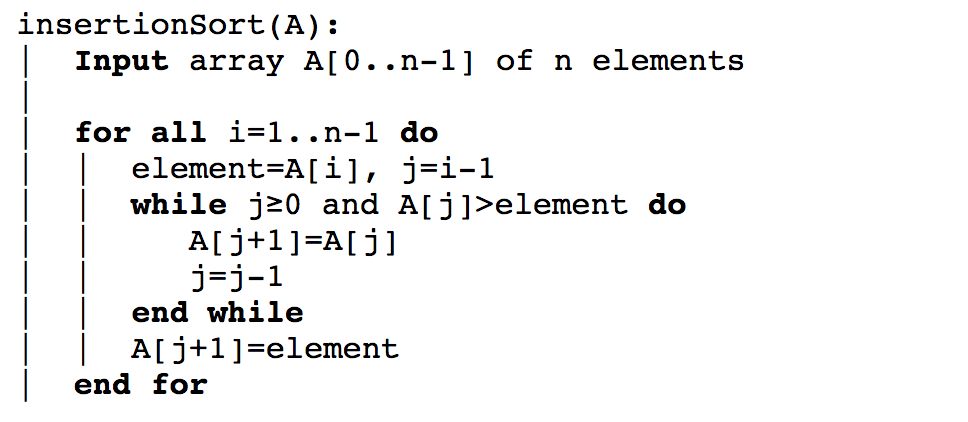 insertionSort(A):
Input array A[0..n-1] of n elements
for all i=1..n-1 do
element=A[i], j=i-1
while j≥0 and A[j]>element do
A[j+1]=A[j]
j=j-1
end while
A[j+1]=element
end for